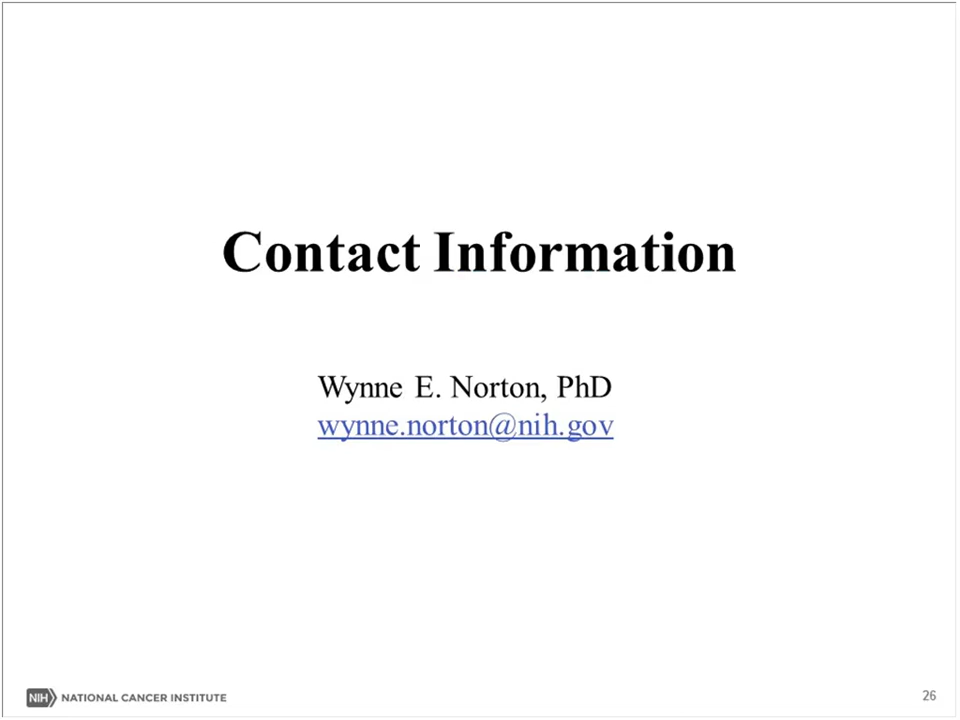 Contact Information
Wynne E. Norton, PhD
wynne.norton@nih.gov
NIH NATIONAL CANCER INSTITUTE
26